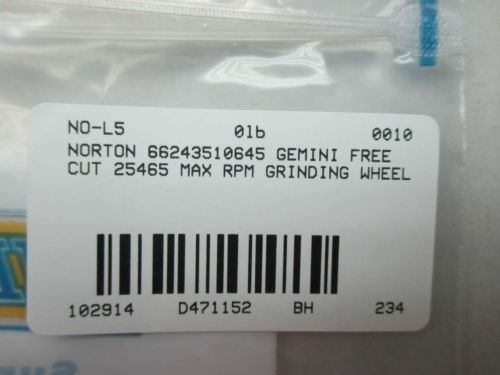 NO-L5 0lb 0010
NORTON 66243510645 GEMINI FREE
CUT 25465 MAX RPM GRINDING WHEEL
102914 D471152 BH 234